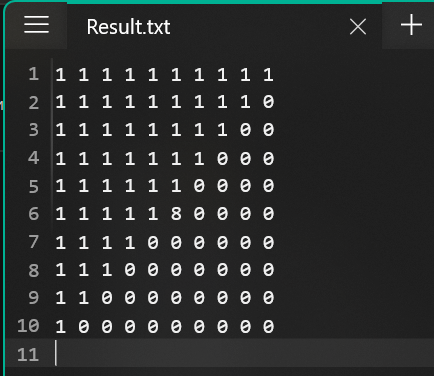 Result.txt
1 1 1 1 1 1 1 1 1 1 1
2 1 1 1 1 1 1 1 1 1 0
3 1 1 1 1 1 1 1 1 0 0
4 1 1 1 1 1 1 1 0 0 0
5 1 1 1 1 1 1 0 0 0 0
6 1 1 1 1 1 8 0 0 0 0
7 1 1 1 1 0 0 0 0 0 0
8 1 1 1 0 0 0 0 0 0 0
9 1 1 0 0 0 0 0 0 0 0
10 1 0 0 0 0 0 0 0 0 0
11